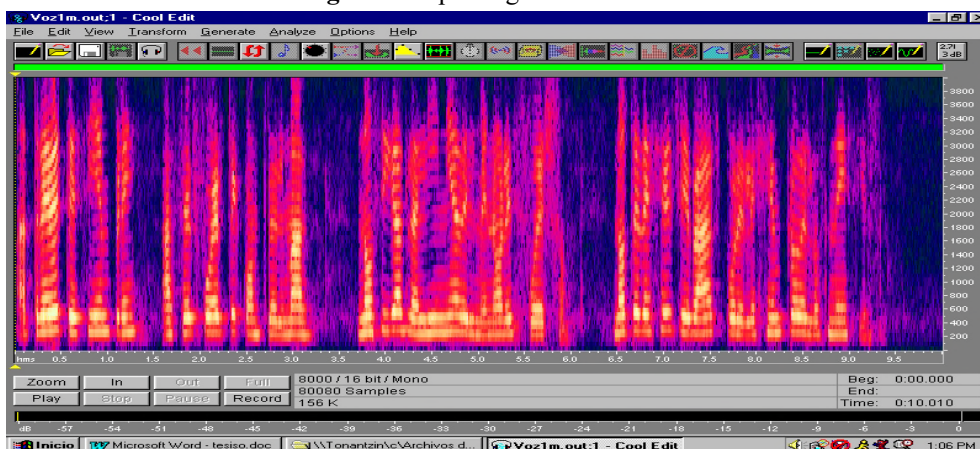 Voz1m.out;1 - Cool Edit
File Edit View Transform Generate Analyze Options Help
2.7l
3 dB
3800
3600
3400
3200
3000
2800
2600
2400
2200
2000
1800
1600
1400
1200
1000
800
600
400
200
hms 0.5 1.0 1.5 2.0 2.5 3.0 3.5 4.0 4.5 5.0 5.5 6.0 6.5 7.0 7.5 8.0 8.5 9.0 9.5
Zoom In Out Full 8000 / 16 bit / Mono Beg: 0:00.000
80080 Samples End:
Play Stop Pause Record 156 K Time: 0:10.010
dB -57 -54 -51 -48 -45 -42 -39 -36 -33 -30 -27 -24 -21 -18 -15 -12 -9 -6 -3 0
Inicio Microsoft Word - tesiso.doc \\Tonantzin\c\Archivos d... Voz1m.out;1 - Cool Edit 1:06 PM